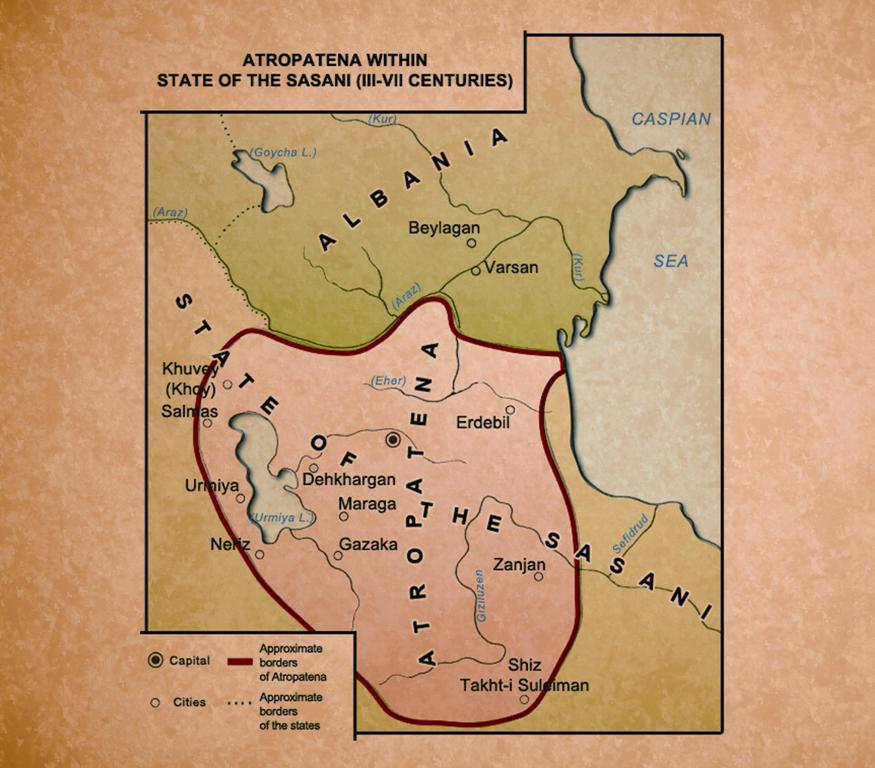 ATROPATENA WITHIN
STATE OF THE SASANI (III-VII CENTURIES)
CASPIAN
SEA
(Kur)
(Goycha L.)
ALBANIA
(Araz)
Beylagan
Varsan
(Kur)
(Araz)
STATE OF THE SASANI
ATROPATENA
Khuvey
(Khoy)
Salmas
(Eher)
Erdebil
Dehkhargan
Urmiya
Maraga
(Urmiya L.)
Neriz
Gazaka
Zanjan
Sefidrud
Giziluzen
Shiz
Takht-i Suleiman
Capital
Approximate
borders
of Atropatena
Cities
Approximate
borders
of the states